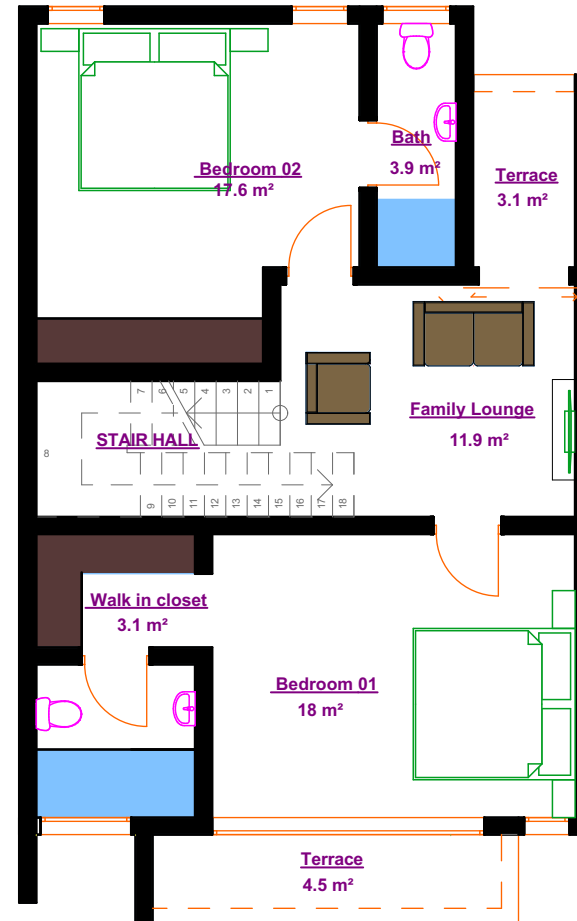 Bedroom 02
17.6 m²
Bath
3.9 m²
Terrace
3.1 m²
7 6 5 4 3 2 1
STAIR HALL
8
9 10 11 12 13 14 15 16 17 18
Family Lounge
11.9 m²
Walk in closet
3.1 m²
Bedroom 01
18 m²
Terrace
4.5 m²